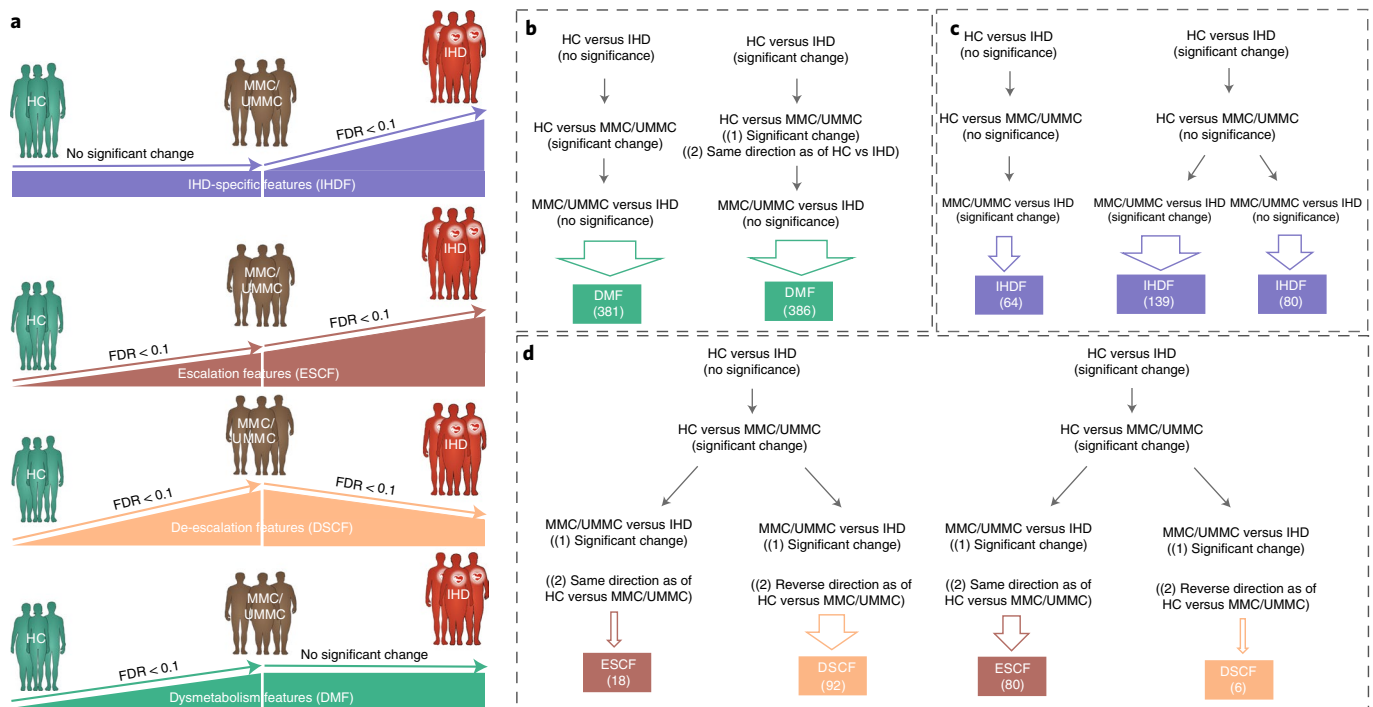 a
HC
MMC/
UMMC
IHD
No significant change
FDR < 0.1
IHD-specific features (IHDF)
HC
MMC/
UMMC
IHD
FDR < 0.1
FDR < 0.1
Escalation features (ESCF)
HC
MMC/
UMMC
IHD
FDR < 0.1
FDR < 0.1
De-escalation features (DSCF)
HC
MMC/
UMMC
IHD
FDR < 0.1
No significant change
Dysmetabolism features (DMF)
b
HC versus IHD
(no significance)
HC versus MMC/UMMC
(significant change)
MMC/UMMC versus IHD
(no significance)
DMF
(381)
HC versus IHD
(significant change)
HC versus MMC/UMMC
((1) Significant change)
((2) Same direction as of HC vs IHD)
MMC/UMMC versus IHD
(no significance)
DMF
(386)
c
HC versus IHD
(no significance)
HC versus MMC/UMMC
(no significance)
MMC/UMMC versus IHD
(significant change)
IHDF
(64)
HC versus IHD
(significant change)
HC versus MMC/UMMC
(no significance)
MMC/UMMC versus IHD
(significant change)
IHDF
(139)
MMC/UMMC versus IHD
(no significance)
IHDF
(80)
d
HC versus IHD
(no significance)
HC versus MMC/UMMC
(significant change)
MMC/UMMC versus IHD
((1) Significant change)
((2) Same direction as of
HC versus MMC/UMMC)
ESCF
(18)
MMC/UMMC versus IHD
((1) Significant change)
((2) Reverse direction as of
HC versus MMC/UMMC)
DSCF
(92)
HC versus IHD
(significant change)
HC versus MMC/UMMC
(significant change)
MMC/UMMC versus IHD
((1) Significant change)
((2) Same direction as of
HC versus MMC/UMMC)
ESCF
(80)
MMC/UMMC versus IHD
((1) Significant change)
((2) Reverse direction as of
HC versus MMC/UMMC)
DSCF
(6)